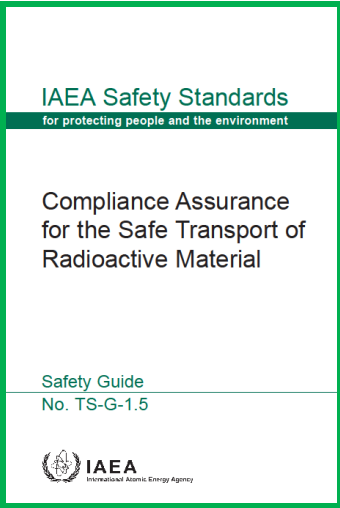 IAEA Safety Standards
for protecting people and the environment
Compliance Assurance
for the Safe Transport of
Radioactive Material
Safety Guide
No. TS-G-1.5
IAEA
International Atomic Energy Agency